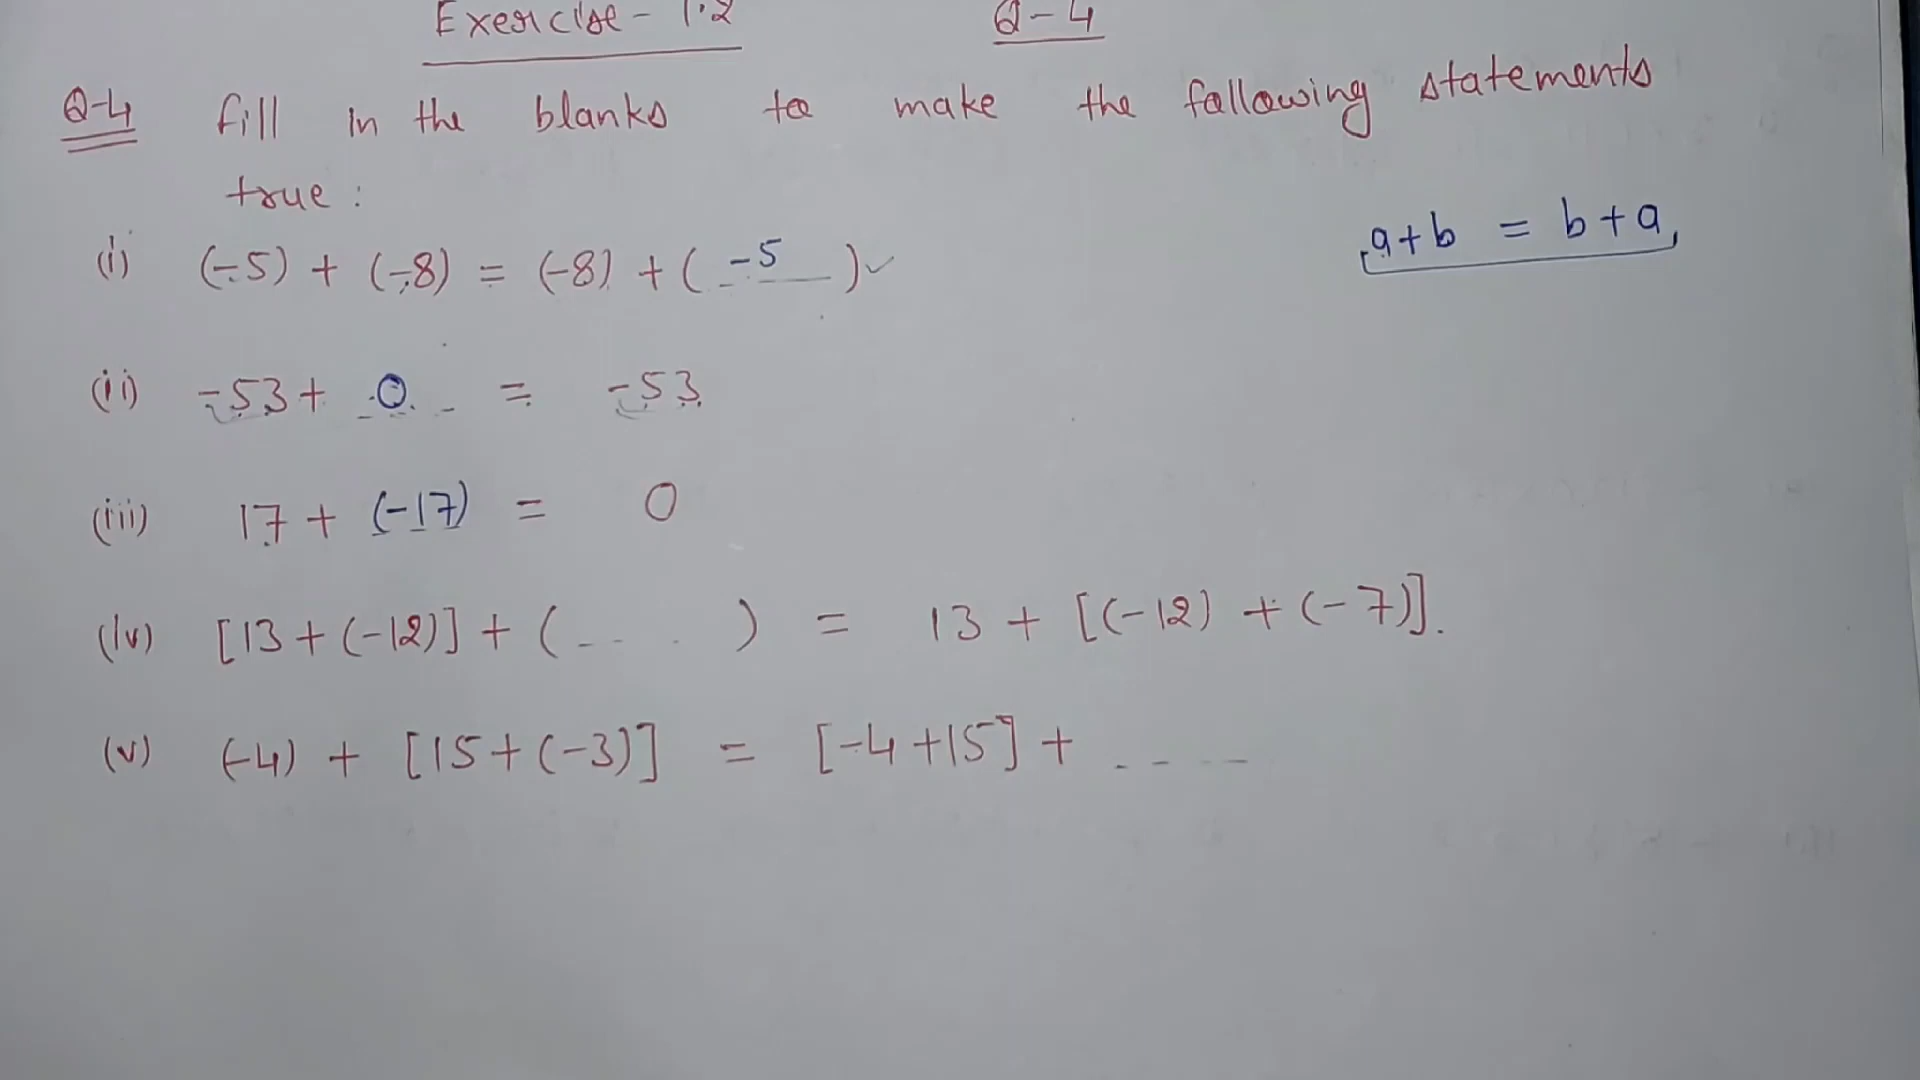 Exercise - 1.2 Q-4
Q-4 fill in the blanks to make the following statements
true :
a+b = b+a
(i) (-5) + (-8) = (-8) + ( -5 )
(ii) -53 + 0 = -53
(iii) 17 + (-17) = 0
(iv) [13 + (-12)] + ( - - - ) = 13 + [(-12) + (-7)].
(v) (-4) + [15 + (-3)] = [-4 +15] + - - - -